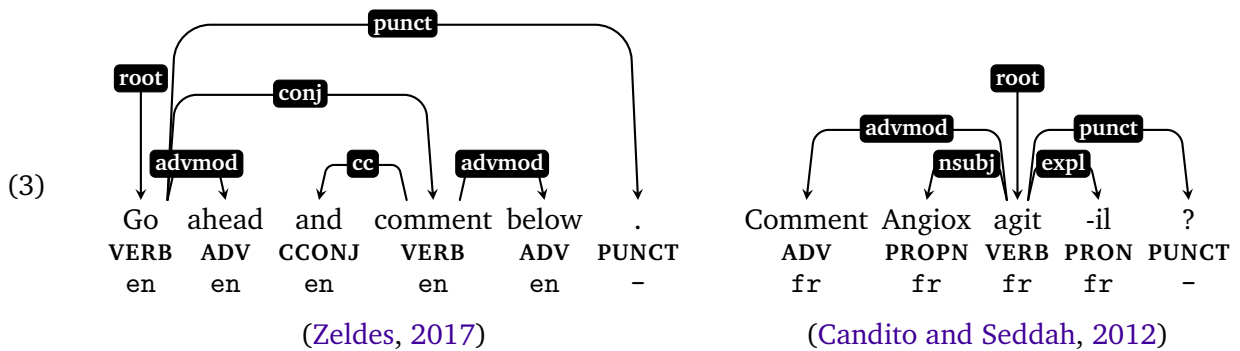 punct
root
root
conj
advmod
punct
advmod
cc
advmod
nsubj
expl
(3)
Go ahead and comment below .
Comment Angiox agit -il ?
VERB ADV CCONJ VERB ADV PUNCT
ADV PROPN VERB PRON PUNCT
en en en en en –
fr fr fr fr –
(Zeldes, 2017)
(Candito and Seddah, 2012)